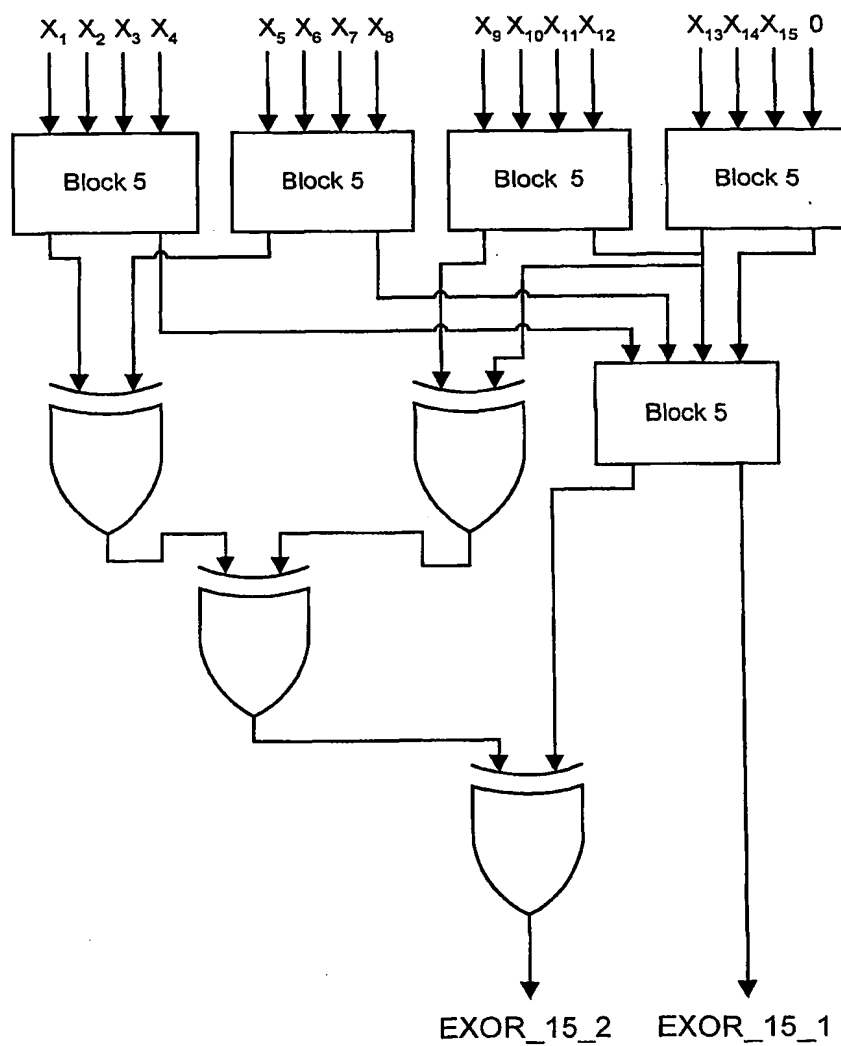 X₁ X₂ X₃ X₄ X₅ X₆ X₇ X₈ X₉ X₁₀ X₁₁ X₁₂ X₁₃ X₁₄ X₁₅ 0
Block 5 Block 5 Block 5 Block 5
Block 5
EXOR_15_2 EXOR_15_1